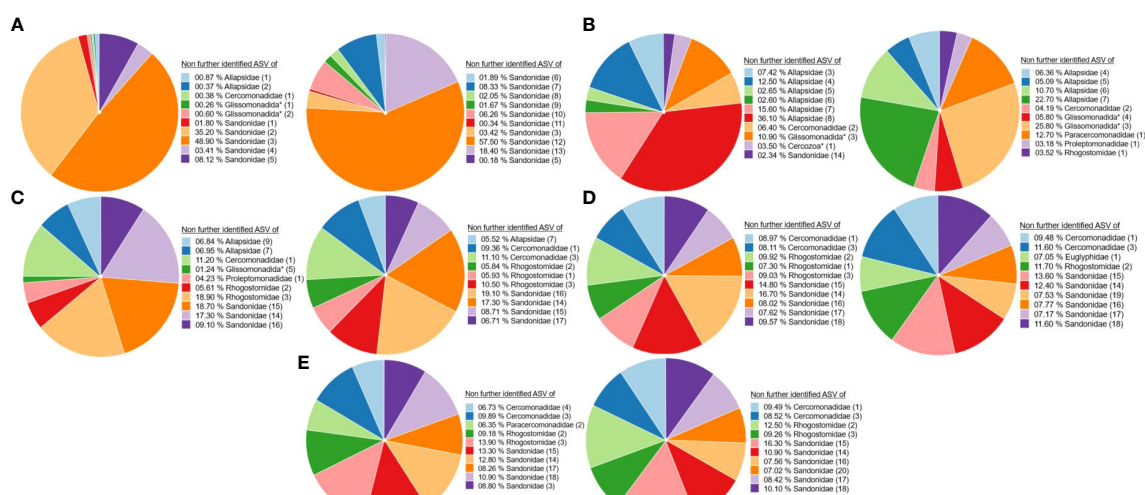 A
Non further identified ASV of
00.87 % Allapsidae (1)
00.37 % Allapsidae (2)
00.38 % Cercomonadidae (1)
00.26 % Glissomonadida* (1)
00.60 % Glissomonadida* (2)
01.80 % Sandonidae (1)
35.20 % Sandonidae (2)
48.90 % Sandonidae (3)
03.41 % Sandonidae (4)
08.12 % Sandonidae (5)
Non further identified ASV of
01.89 % Sandonidae (6)
08.33 % Sandonidae (7)
02.05 % Sandonidae (8)
01.67 % Sandonidae (9)
06.26 % Sandonidae (10)
00.34 % Sandonidae (11)
03.42 % Sandonidae (3)
57.50 % Sandonidae (12)
18.40 % Sandonidae (13)
00.18 % Sandonidae (5)
B
Non further identified ASV of
07.42 % Allapsidae (3)
12.50 % Allapsidae (4)
02.65 % Allapsidae (5)
02.60 % Allapsidae (6)
15.60 % Allapsidae (7)
36.10 % Allapsidae (8)
06.40 % Cercomonadidae (2)
10.90 % Glissomonadida* (3)
03.50 % Cercozoa* (1)
02.34 % Sandonidae (14)
Non further identified ASV of
06.36 % Allapsidae (4)
05.09 % Allapsidae (5)
10.70 % Allapsidae (6)
22.70 % Allapsidae (7)
04.19 % Cercomonadidae (2)
05.80 % Glissomonadida* (4)
25.80 % Glissomonadida* (3)
12.70 % Paracercomonadidae (1)
03.18 % Proleptomonadidae (1)
03.52 % Rhogostomidae (1)
C
Non further identified ASV of
06.84 % Allapsidae (9)
06.95 % Allapsidae (7)
11.20 % Cercomonadidae (1)
01.24 % Glissomonadida* (5)
04.23 % Proleptomonadidae (1)
05.61 % Rhogostomidae (2)
18.90 % Rhogostomidae (3)
18.70 % Sandonidae (15)
17.30 % Sandonidae (14)
09.10 % Sandonidae (16)
Non further identified ASV of
05.52 % Allapsidae (7)
09.36 % Cercomonadidae (1)
11.10 % Cercomonadidae (3)
05.84 % Rhogostomidae (2)
05.93 % Rhogostomidae (1)
10.50 % Rhogostomidae (3)
19.10 % Sandonidae (16)
17.30 % Sandonidae (14)
08.71 % Sandonidae (15)
06.71 % Sandonidae (17)
D
Non further identified ASV of
08.97 % Cercomonadidae (1)
08.11 % Cercomonadidae (3)
09.92 % Rhogostomidae (2)
07.30 % Rhogostomidae (1)
09.03 % Rhogostomidae (3)
14.80 % Sandonidae (15)
16.70 % Sandonidae (14)
08.02 % Sandonidae (16)
07.62 % Sandonidae (17)
09.57 % Sandonidae (18)
Non further identified ASV of
09.48 % Cercomonadidae (1)
11.60 % Cercomonadidae (3)
07.05 % Euglyphidae (1)
11.70 % Rhogostomidae (2)
13.60 % Sandonidae (15)
12.40 % Sandonidae (14)
07.53 % Sandonidae (19)
07.77 % Sandonidae (16)
07.17 % Sandonidae (17)
11.60 % Sandonidae (18)
E
Non further identified ASV of
06.73 % Cercomonadidae (4)
09.89 % Cercomonadidae (3)
06.35 % Paracercomonadidae (2)
09.18 % Rhogostomidae (2)
13.90 % Rhogostomidae (3)
13.30 % Sandonidae (15)
12.80 % Sandonidae (14)
08.26 % Sandonidae (17)
10.90 % Sandonidae (18)
08.80 % Sandonidae (3)
Non further identified ASV of
09.49 % Cercomonadidae (1)
08.52 % Cercomonadidae (3)
12.50 % Rhogostomidae (2)
09.26 % Rhogostomidae (3)
16.30 % Sandonidae (15)
10.90 % Sandonidae (14)
07.56 % Sandonidae (16)
07.02 % Sandonidae (20)
08.42 % Sandonidae (17)
10.10 % Sandonidae (18)